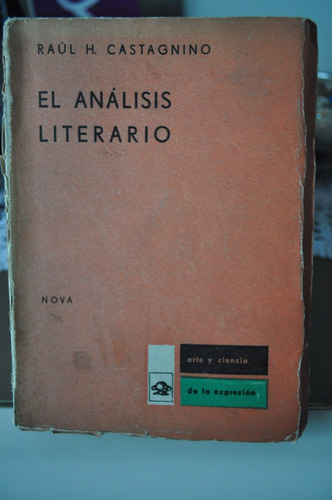 RAÚL H. CASTAGNINO
EL ANÁLISIS
LITERARIO
NOVA
arte y ciencia
de la expresión